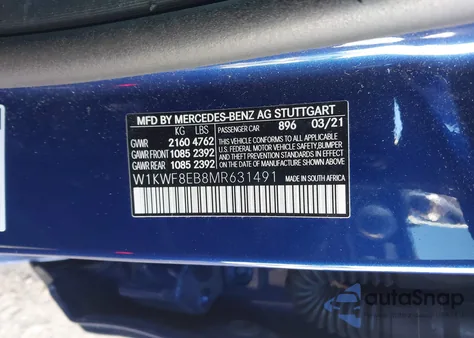 MFD BY MERCEDES-BENZ AG STUTTGART
KG LBS PASSENGER CAR 896 03/21
GVWR 2160 4762
GAWR FRONT 1085 2392
GAWR REAR 1085 2392
THIS VEHICLE CONFORMS TO ALL
APPLICABLE U.S. FEDERAL MOTOR
VEHICLE SAFETY,BUMPER
AND THEFT PREVENTION
STANDARDS IN EFFECT ON THE DATE
OF MANUFACTURE SHOWN ABOVE
W1KWF8EB8MR631491 MADE IN SOUTH AFRICA
autoSnap